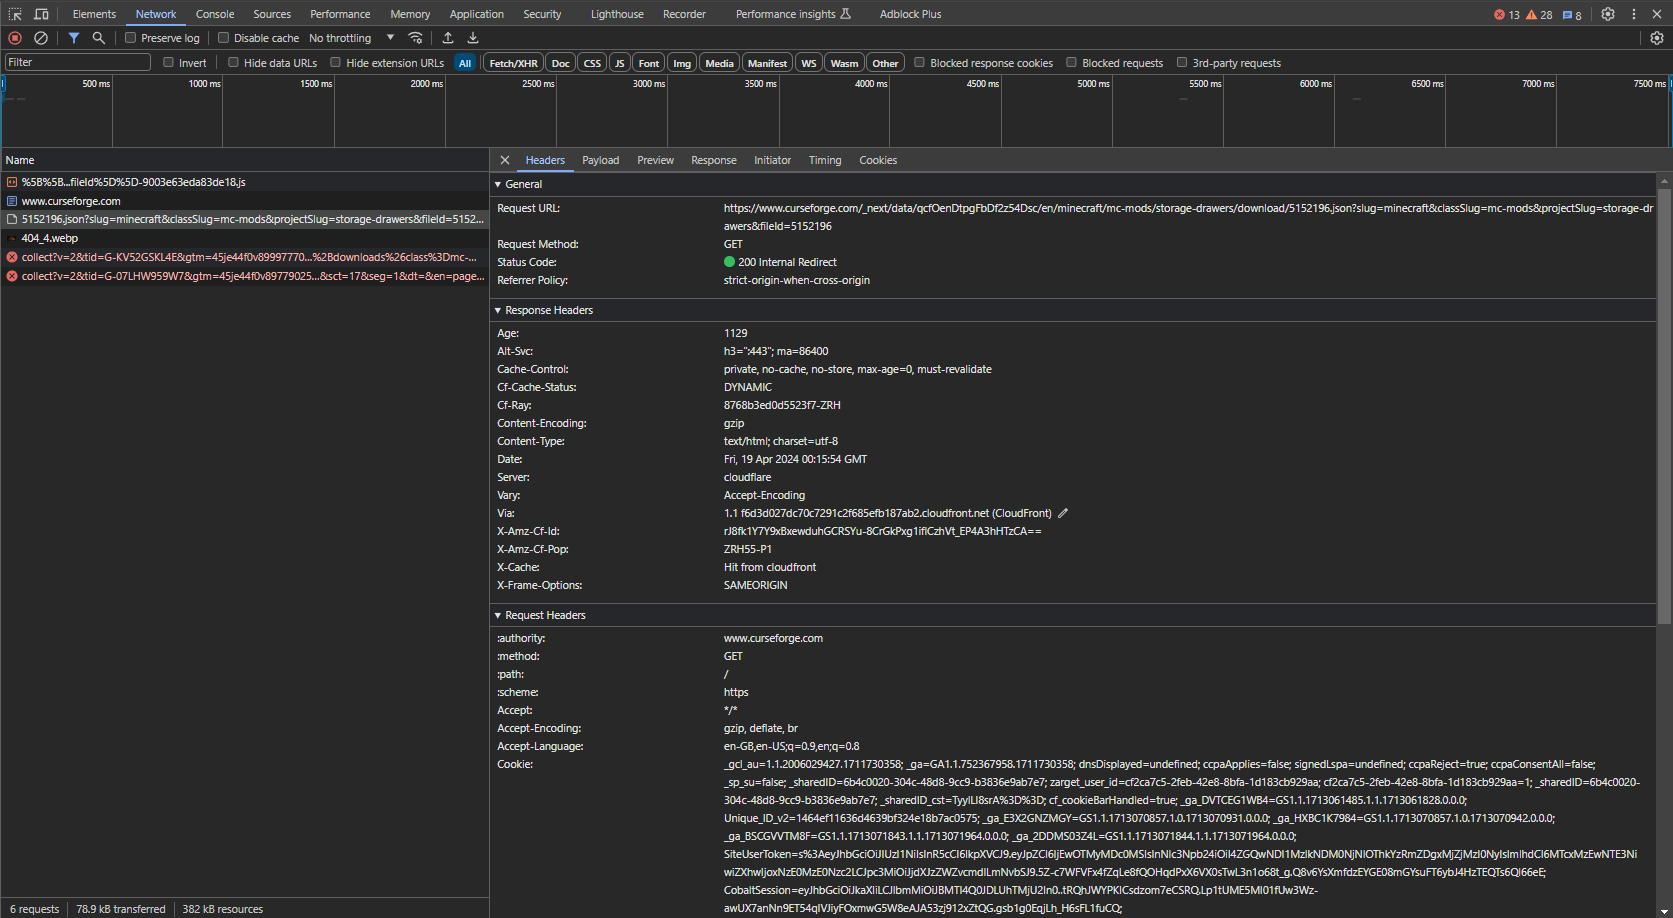 Elements Network Console Sources Performance Memory Application Security Lighthouse Recorder Performance insights Adblock Plus 13 28 8
Preserve log Disable cache No throttling
Filter Invert Hide data URLs Hide extension URLs All Fetch/XHR Doc CSS JS Font Img Media Manifest WS Wasm Other Blocked response cookies Blocked requests 3rd-party requests
500 ms 1000 ms 1500 ms 2000 ms 2500 ms 3000 ms 3500 ms 4000 ms 4500 ms 5000 ms 5500 ms 6000 ms 6500 ms 7000 ms 7500 ms
Name
%5B%5B...fileId%5D%5D-9003e63eda83de18.js
www.curseforge.com
5152196.json?slug=minecraft&classSlug=mc-mods&projectSlug=storage-drawers&fileId=5152...
404_4.webp
collect?v=2&tid=G-KV52GSKL4E&gtm=45je44f0v89997770...%2Bdownloads%26class%3Dmc-...
collect?v=2&tid=G-07LHW959W7&gtm=45je44f0v89779025...&sct=17&seg=1&dt=&en=page...
Headers Payload Preview Response Initiator Timing Cookies
General
Request URL: https://www.curseforge.com/_next/data/qcfOenDtpgFbDf2z54Dsc/en/minecraft/mc-mods/storage-drawers/download/5152196.json?slug=minecraft&classSlug=mc-mods&projectSlug=storage-dr
awers&fileId=5152196
Request Method: GET
Status Code: 200 Internal Redirect
Referrer Policy: strict-origin-when-cross-origin
Response Headers
Age: 1129
Alt-Svc: h3=":443"; ma=86400
Cache-Control: private, no-cache, no-store, max-age=0, must-revalidate
Cf-Cache-Status: DYNAMIC
Cf-Ray: 8768b3ed0d5523f7-ZRH
Content-Encoding: gzip
Content-Type: text/html; charset=utf-8
Date: Fri, 19 Apr 2024 00:15:54 GMT
Server: cloudflare
Vary: Accept-Encoding
Via: 1.1 f6d3d027dc70c7291c2f685efb187ab2.cloudfront.net (CloudFront)
X-Amz-Cf-Id: rJ8fk1Y7Y9xBxewduhGCRSYu-8CrGkPxg1iflCzhVt_EP4A3hHTzCA==
X-Amz-Cf-Pop: ZRH55-P1
X-Cache: Hit from cloudfront
X-Frame-Options: SAMEORIGIN
Request Headers
:authority: www.curseforge.com
:method: GET
:path: /
:scheme: https
Accept: */*
Accept-Encoding: gzip, deflate, br
Accept-Language: en-GB,en-US;q=0.9,en;q=0.8
Cookie: _gcl_au=1.1.2006029427.1711730358; _ga=GA1.1.752367958.1711730358; dnsDisplayed=undefined; ccpaApplies=false; signedLspa=undefined; ccpaReject=true; ccpaConsentAll=false;
_sp_su=false; _sharedID=6b4c0020-304c-48d8-9cc9-b3836e9ab7e7; zarget_user_id=cf2ca7c5-2feb-42e8-8bfa-1d183cb929aa; cf2ca7c5-2feb-42e8-8bfa-1d183cb929aa=1; _sharedID=6b4c0020-
304c-48d8-9cc9-b3836e9ab7e7; _sharedID_cst=TyylLI8srA%3D%3D; cf_cookieBarHandled=true; _ga_DVTCEG1WB4=GS1.1.1713061485.1.1.1713061828.0.0.0;
Unique_ID_v2=1464ef11636d4639bf324e18b7ac0575; _ga_E3X2GNZMGY=GS1.1.1713070857.1.0.1713070931.0.0.0; _ga_HXBC1K7984=GS1.1.1713070857.1.0.1713070942.0.0.0;
_ga_BSCGVVTM8F=GS1.1.1713071843.1.1.1713071964.0.0.0; _ga_2DDMS03Z4L=GS1.1.1713071844.1.1.1713071964.0.0.0;
6 requests 78.9 kB transferred 382 kB resources